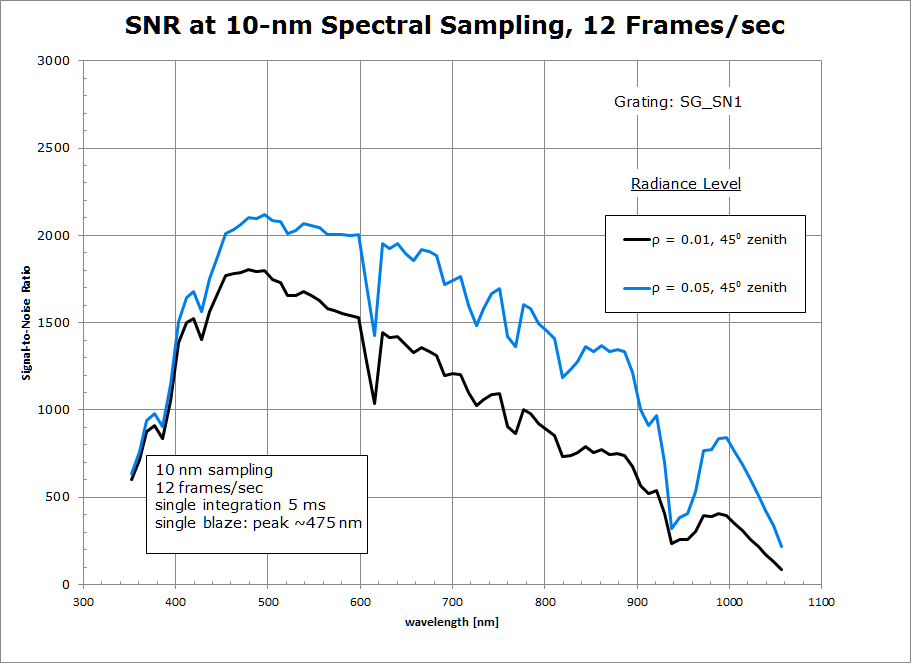 SNR at 10-nm Spectral Sampling, 12 Frames/sec
3000
2500
2000
1500
1000
500
0
Signal-to-Noise Ratio
Grating: SG_SN1
Radiance Level
ρ = 0.01, 45⁰ zenith
ρ = 0.05, 45⁰ zenith
10 nm sampling
12 frames/sec
single integration 5 ms
single blaze: peak ~475 nm
300 400 500 600 700 800 900 1000 1100
wavelength [nm]